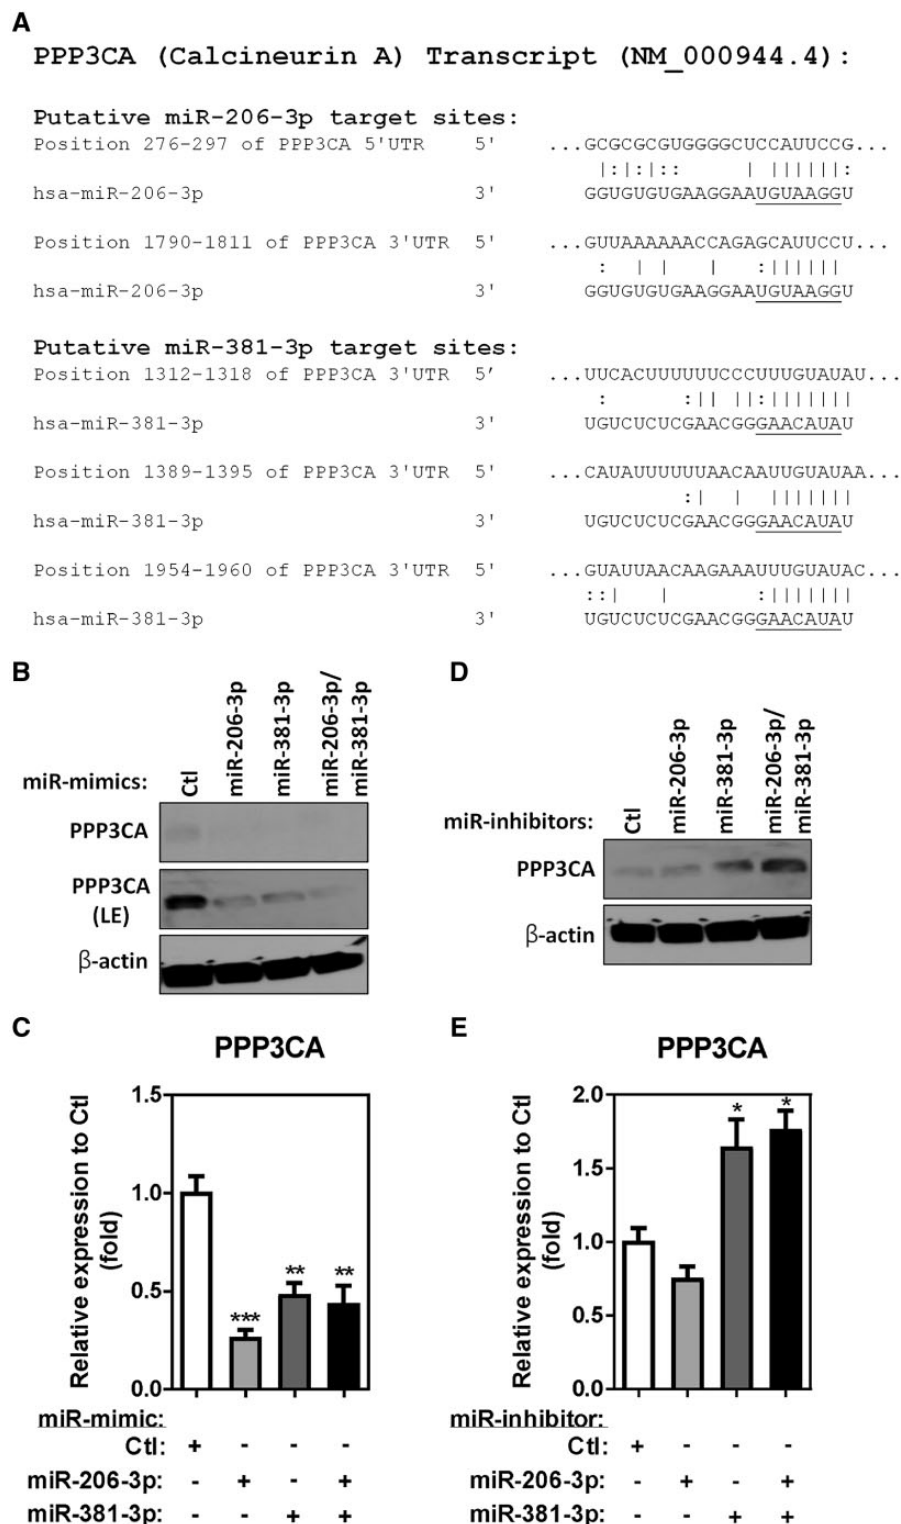 A
PPP3CA (Calcineurin A) Transcript (NM_000944.4):
Putative miR-206-3p target sites:
Position 276-297 of PPP3CA 5'UTR 5' ...GCGCGCGUGGGGCUCCAUUCCG...
|:|:|:: | ||||||:
hsa-miR-206-3p 3' GGUGUGUGAAGGAAUGUAAGGU
Position 1790-1811 of PPP3CA 3'UTR 5' ...GUUAAAAAACCAGAGCAUUCCU...
: | | | :||||||
hsa-miR-206-3p 3' GGUGUGUGAAGGAAUGUAAGGU
Putative miR-381-3p target sites:
Position 1312-1318 of PPP3CA 3'UTR 5' ...UUCACUUUUUUCCCUUUGUAUAU...
: :|| ||:|||||||
hsa-miR-381-3p 3' UGUCUCUCGAACGGGAACAUAU
Position 1389-1395 of PPP3CA 3'UTR 5' ...CAUAUUUUUUAACAAUUGUAUAA...
:| | |||||||
hsa-miR-381-3p 3' UGUCUCUCGAACGGGAACAUAU
Position 1954-1960 of PPP3CA 3'UTR 5' ...GUAUUAACAAGAAAUUUGUAUAC...
::| | :|||||||
hsa-miR-381-3p 3' UGUCUCUCGAACGGGAACAUAU
B
miR-mimics: Ctl miR-206-3p miR-381-3p miR-206-3p/ miR-381-3p
PPP3CA
PPP3CA
(LE)
β-actin
D
miR-inhibitors: Ctl miR-206-3p miR-381-3p miR-206-3p/ miR-381-3p
PPP3CA
β-actin
C
PPP3CA
Relative expression to Ctl
(fold)
1.5
1.0
0.5
0.0
*** ** **
miR-mimic:
Ctl: + - - -
miR-206-3p: - + - +
miR-381-3p: - - + +
E
PPP3CA
Relative expression to Ctl
(fold)
2.0
1.5
1.0
0.5
0.0
* *
miR-inhibitor:
Ctl: + - - -
miR-206-3p: - + - +
miR-381-3p: - - + +